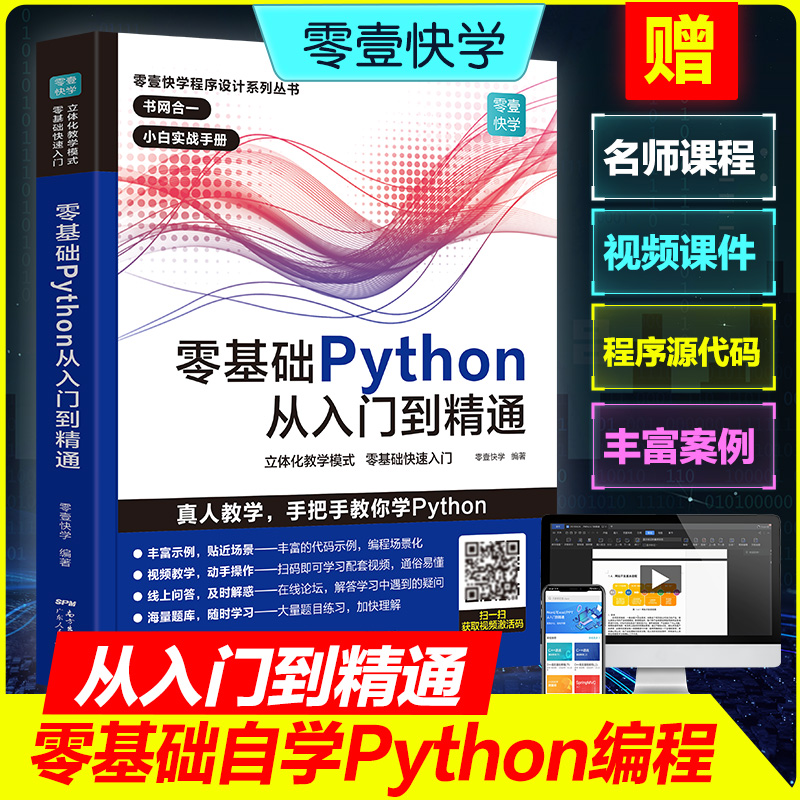 零壹快学
赠
名师课程
视频课件
程序源代码
丰富案例
零壹快学
立体化教学模式
零基础快速入门
零基础Python从入门到精通
零壹快学 编著
零壹快学程序设计系列丛书
书网合一
小白实战手册
零壹快学
零基础Python
从入门到精通
立体化教学模式 零基础快速入门 零壹快学 编著
真人教学，手把手教你学Python
丰富示例，贴近场景——丰富的代码示例，编程场景化
视频教学，动手操作——扫码即可学习配套视频，通俗易懂
线上问答，及时解惑——在线论坛，解答学习中遇到的疑问
海量题库，随时学习——大量题目练习，加快理解
扫一扫
获取视频激活码
从入门到精通
零基础自学Python编程